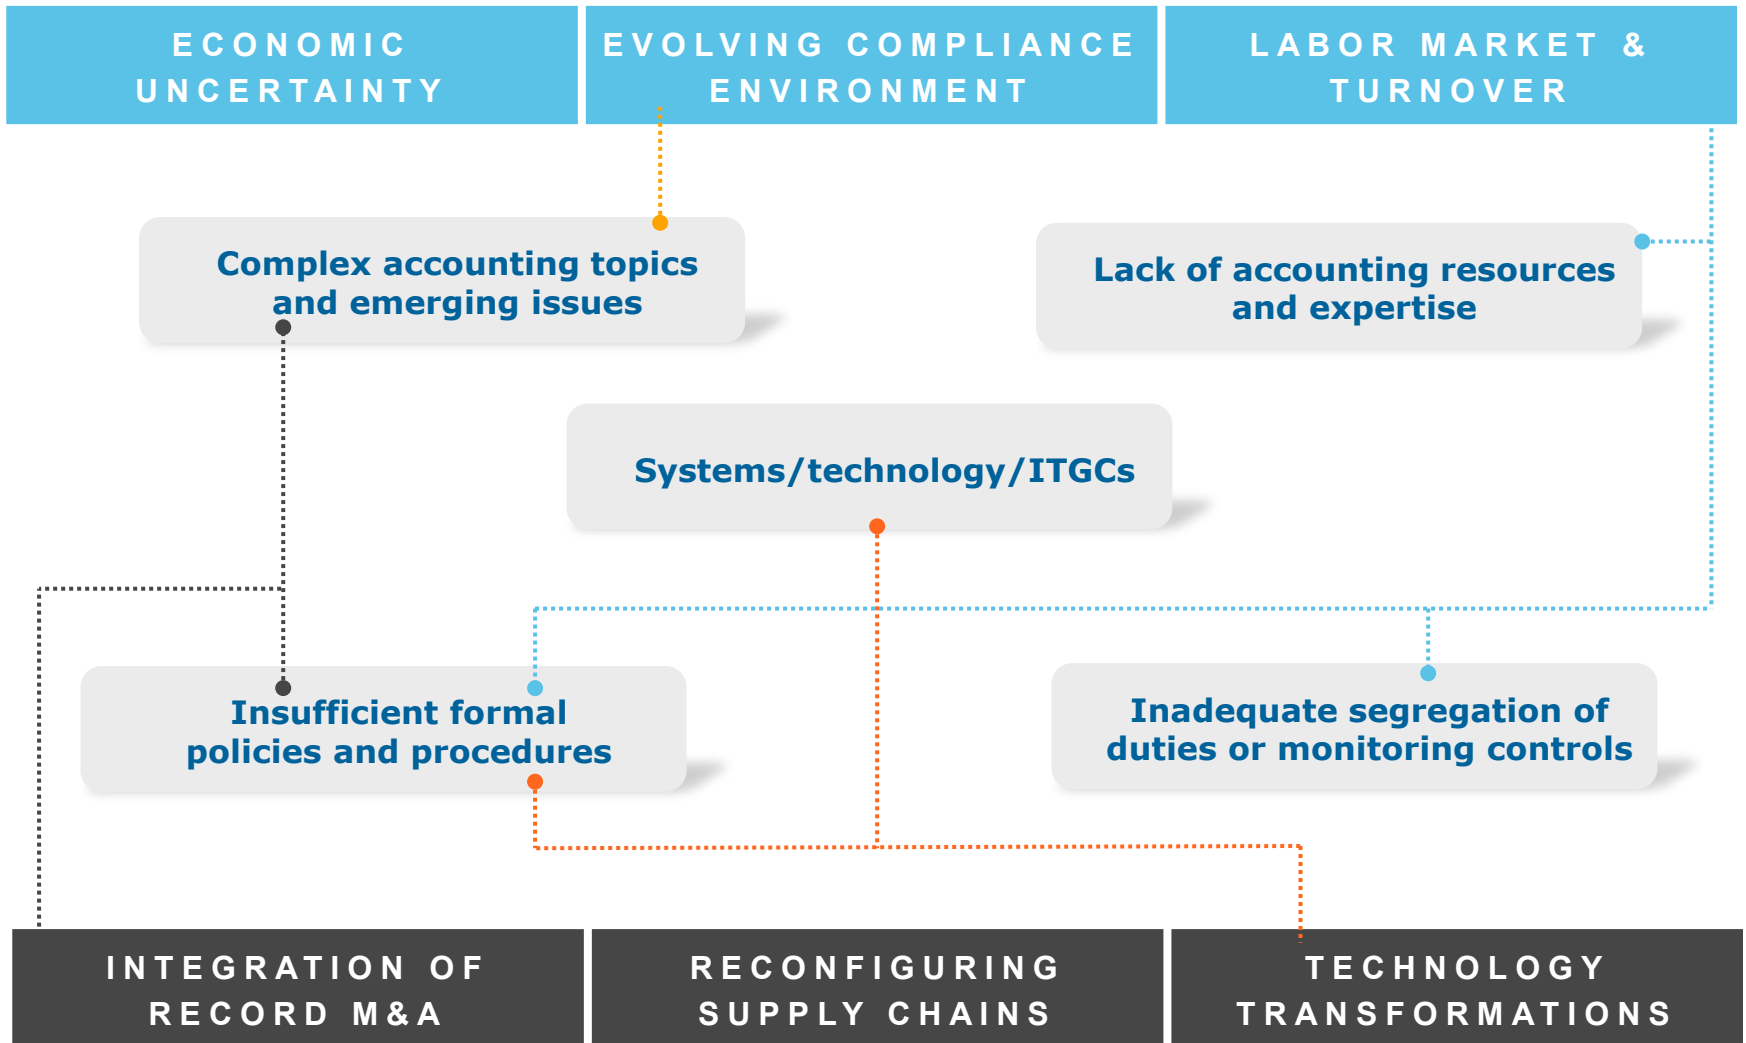 ECONOMIC
UNCERTAINTY
EVOLVING COMPLIANCE
ENVIRONMENT
LABOR MARKET &
TURNOVER
Complex accounting topics
and emerging issues
Lack of accounting resources
and expertise
Systems/technology/ITGCs
Insufficient formal
policies and procedures
Inadequate segregation of
duties or monitoring controls
INTEGRATION OF
RECORD M&A
RECONFIGURING
SUPPLY CHAINS
TECHNOLOGY
TRANSFORMATIONS